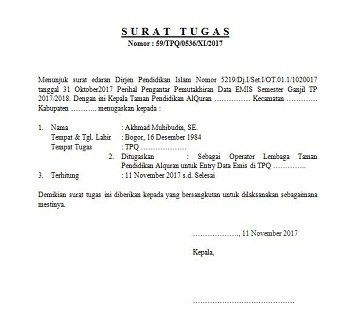 SURAT TUGAS
Nomor : 59/TPQ/0536/XI/2017
Menunjuk surat edaran Dirjen Pendidikan Islam Nomor 5219/Dj.I/Set.I/OT.01.1/1020017
tanggal 31 Oktober2017 Perihal Pengantar Pemutakhiran Data EMIS Semester Ganjil TP
2017/2018. Dengan isi Kepala Taman Pendidikan AlQuran .............. Kecamatan ..............
Kabupaten ............ menugaskan kepada :
1. Nama : Akhmad Muhibudin, SE.
Tempat & Tgl. Lahir : Bogor, 16 Desember 1984
Tempat Tugas : TPQ ..................
2. Ditugaskan : Sebagai Operator Lembaga Taman
Pendidikan Alquran untuk Entry Data Emis di TPQ .............
3. Terhitung : 11 November 2017 s.d. Selesai
Demikian surat tugas isi diberikan kepada yang bersangkutan untuk dilaksanakan sebagaimana
mestinya.
................, 11 November 2017
Kepala,
....................................